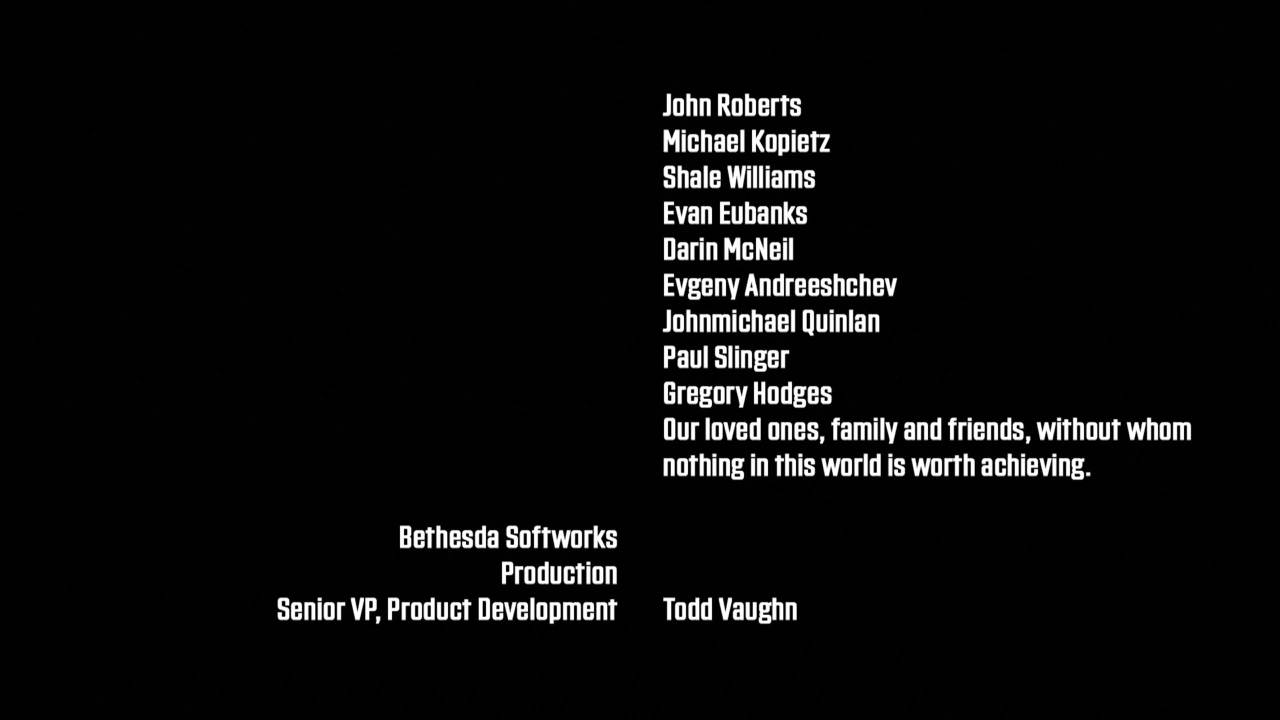 John Roberts
Michael Kopietz
Shale Williams
Evan Eubanks
Darin McNeil
Evgeny Andreeshchev
Johnmichael Quinlan
Paul Slinger
Gregory Hodges
Our loved ones, family and friends, without whom
nothing in this world is worth achieving.
Bethesda Softworks
Production
Senior VP, Product Development Todd Vaughn